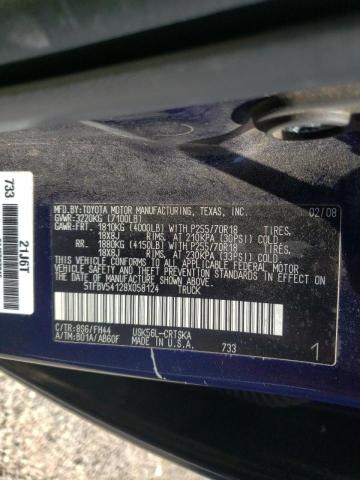 MFD BY: TOYOTA MOTOR MANUFACTURING, TEXAS, INC. 02/08
GVWR: 3220KG (7100LB)
GAWR: FRT. 1810KG (4000LB) WITH P255/70R18 TIRES,
18X8J RIMS, AT 210KPA (30PSI) COLD
RR. 1880KG (4150LB) WITH P255/70R18 TIRES,
18X8J RIMS, AT 230KPA (33PSI) COLD
THIS VEHICLE CONFORMS TO ALL APPLICABLE FEDERAL MOTOR
VEHICLE SAFETY, BUMPER, AND THEFT PREVENTION STANDARDS IN
EFFECT ON THE DATE OF MANUFACTURE SHOWN ABOVE.
5TFBV54128X058124 TRUCK
C/TR: 8S6/FH44 USK56L-CRTSKA
A/TM: B01A/AB60F MADE IN U.S.A. 733
1
733
21J6T